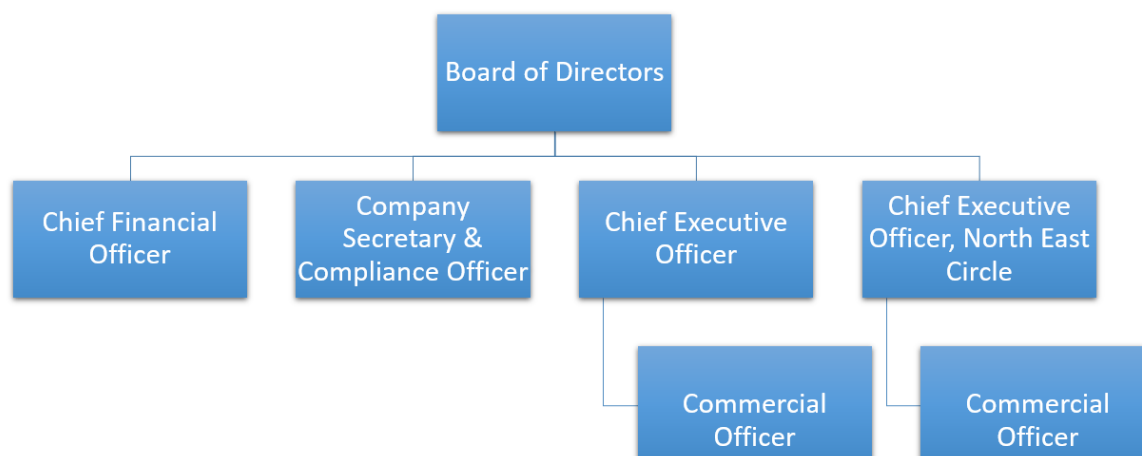 Board of Directors
Chief Financial
Officer
Company
Secretary &
Compliance Officer
Chief Executive
Officer
Chief Executive
Officer, North East
Circle
Commercial
Officer
Commercial
Officer